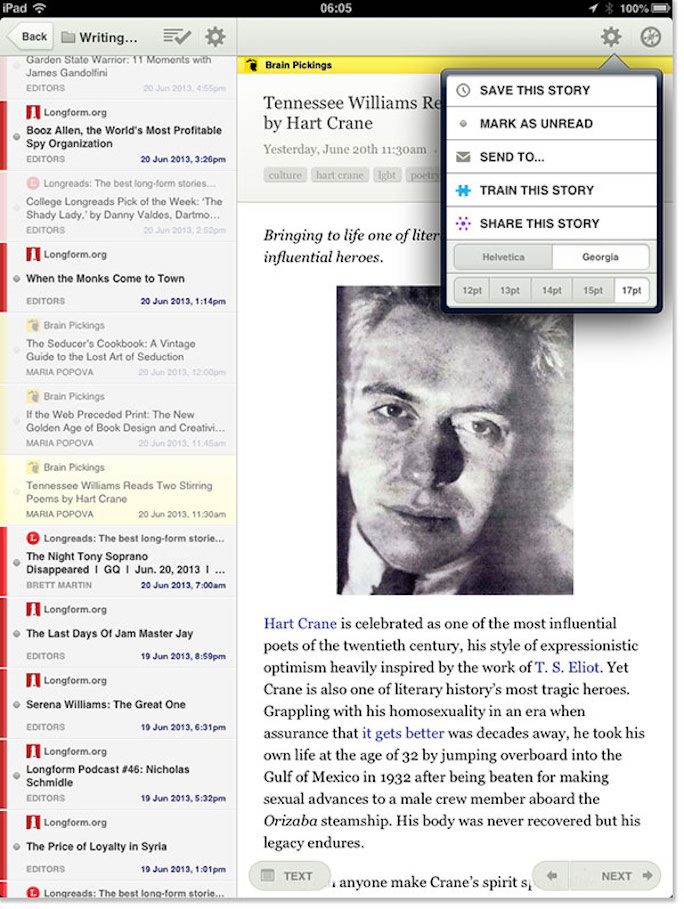 iPad
06:05
100%
Back
Writing...
Garden State Warrior: 11 Moments with
James Gandolfini
EDITORS 20 Jun 2013, 4:55pm
Longform.org
Booz Allen, the World's Most Profitable
Spy Organization
EDITORS 20 Jun 2013, 3:26pm
Longreads: The best long-form stories...
College Longreads Pick of the Week: ‘The
Shady Lady,’ by Danny Valdes, Dartmo...
EDITORS 20 Jun 2013, 2:52pm
Longform.org
When the Monks Come to Town
EDITORS 20 Jun 2013, 1:14pm
Brain Pickings
The Seducer's Cookbook: A Vintage
Guide to the Lost Art of Seduction
MARIA POPOVA 20 Jun 2013, 12:00pm
Brain Pickings
If the Web Preceded Print: The New
Golden Age of Book Design and Creativi...
MARIA POPOVA 20 Jun 2013, 11:45am
Brain Pickings
Tennessee Williams Reads Two Stirring
Poems by Hart Crane
MARIA POPOVA 20 Jun 2013, 11:30am
Longreads: The best long-form storie...
The Night Tony Soprano
Disappeared | GQ | Jun. 20, 2013 | ...
BRETT MARTIN 20 Jun 2013, 7:00am
Longform.org
The Last Days Of Jam Master Jay
EDITORS 19 Jun 2013, 8:59pm
Longform.org
Serena Williams: The Great One
EDITORS 19 Jun 2013, 6:31pm
Longform.org
Longform Podcast #46: Nicholas
Schmidle
EDITORS 19 Jun 2013, 5:32pm
Longform.org
The Price of Loyalty in Syria
EDITORS 19 Jun 2013, 1:01pm
Longreads: The best long-form storie...
Brain Pickings
Tennessee Williams Re
by Hart Crane
Yesterday, June 20th 11:30am
culture hart crane lgbt poetry
SAVE THIS STORY
MARK AS UNREAD
SEND TO...
TRAIN THIS STORY
SHARE THIS STORY
Helvetica Georgia
12pt 13pt 14pt 15pt 17pt
Bringing to life one of liter
influential heroes.
Hart Crane is celebrated as one of the most influential
poets of the twentieth century, his style of expressionistic
optimism heavily inspired by the work of T. S. Eliot. Yet
Crane is also one of literary history’s most tragic heroes.
Grappling with his homosexuality in an era when
assurance that it gets better was decades away, he took his
own life at the age of 32 by jumping overboard into the
Gulf of Mexico in 1932 after being beaten for making
sexual advances to a male crew member aboard the
Orizaba steamship. His body was never recovered but his
legacy endures.
anyone make Crane’s spirit
TEXT
NEXT